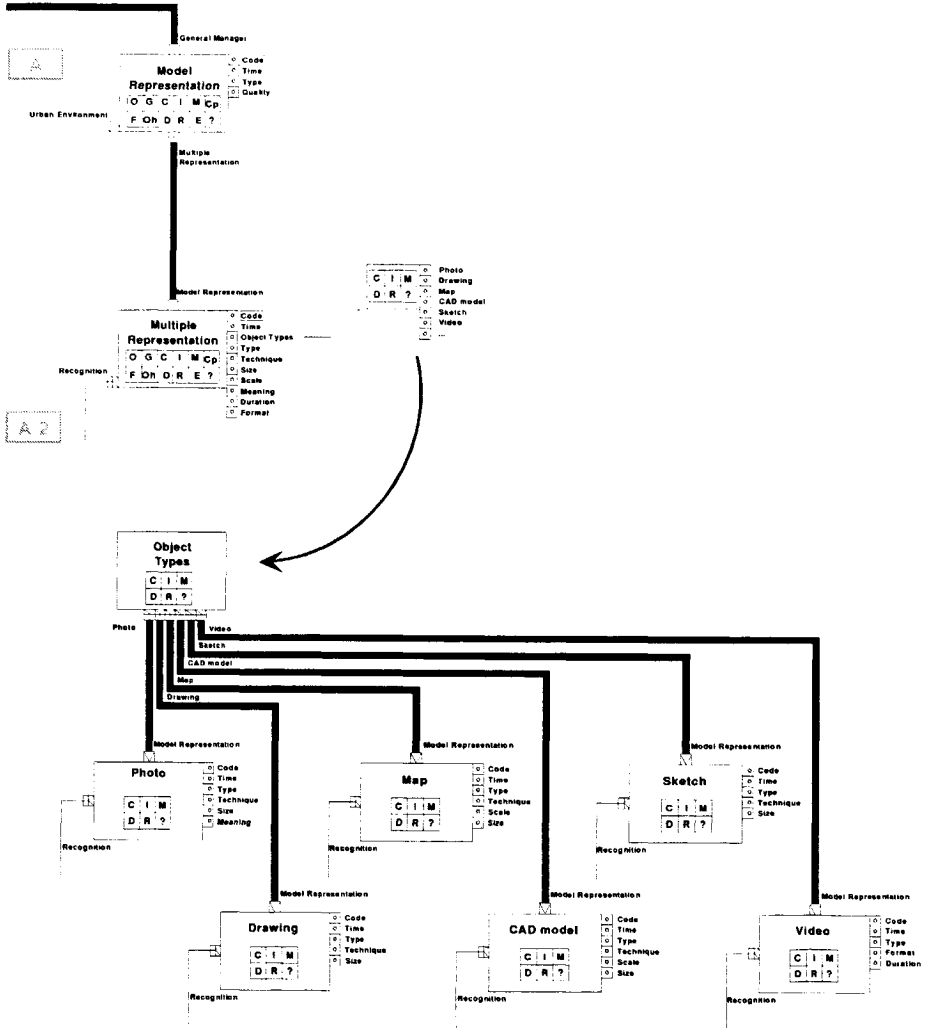 General Manager
A
Model
Representation
O G C I M Cp
F Oh D R E ?
Code
Time
Type
Quality
Urban Environment
Multiple
Representation
Model Representation
Multiple
Representation
O G C I M Cp
F Oh D R E ?
Code
Time
Object Types
Type
Technique
Size
Scale
Meaning
Duration
Format
Recognition
A 2
C I M
D R ?
Photo
Drawing
Map
CAD model
Sketch
Video
...
Object
Types
C I M
D R ?
Photo
Video
Sketch
CAD model
Map
Drawing
Model Representation
Photo
C I M
D R ?
Code
Time
Type
Technique
Size
Meaning
Recognition
Model Representation
Map
C I M
D R ?
Code
Time
Type
Technique
Scale
Size
Recognition
Model Representation
Sketch
C I M
D R ?
Code
Time
Type
Technique
Size
Recognition
Model Representation
Drawing
C I M
D R ?
Code
Time
Type
Technique
Size
Recognition
Model Representation
CAD model
C I M
D R ?
Code
Time
Type
Technique
Scale
Size
Recognition
Model Representation
Video
C I M
D R ?
Code
Time
Type
Format
Duration
Recognition